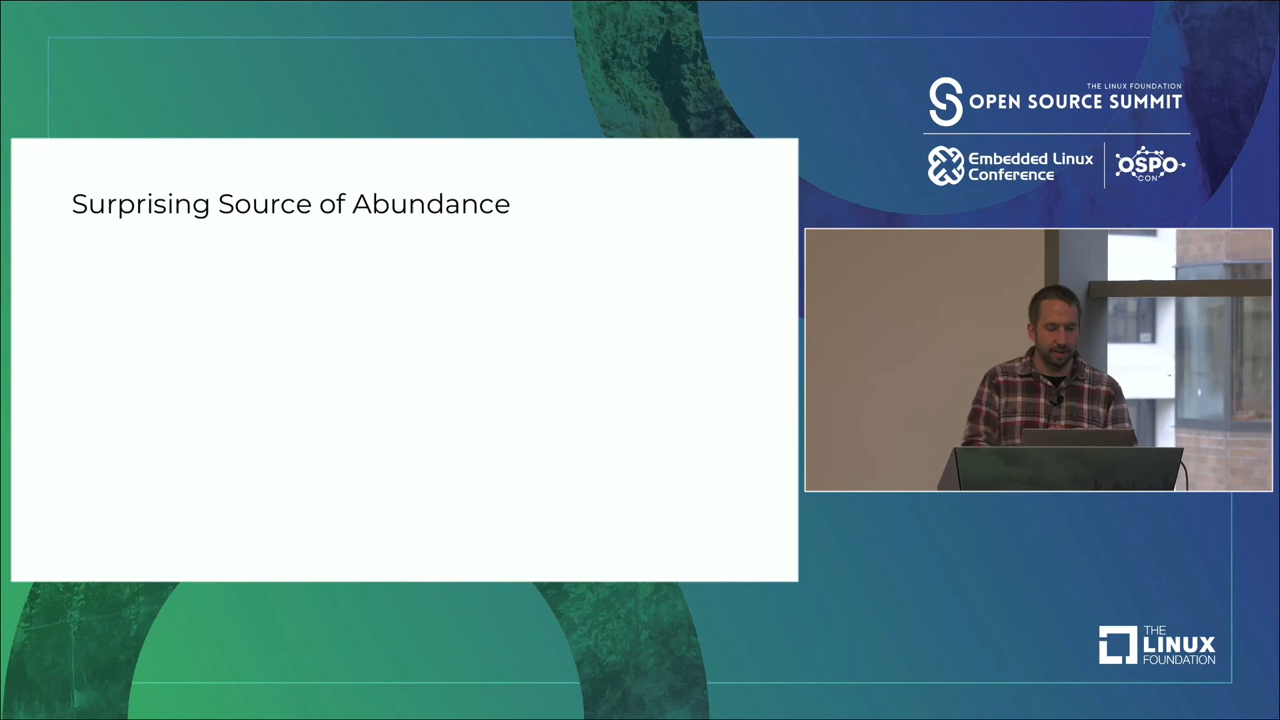 Surprising Source of Abundance
THE LINUX FOUNDATION
OPEN SOURCE SUMMIT
Embedded Linux
Conference
OSPO
CON
THE
LINUX
FOUNDATION